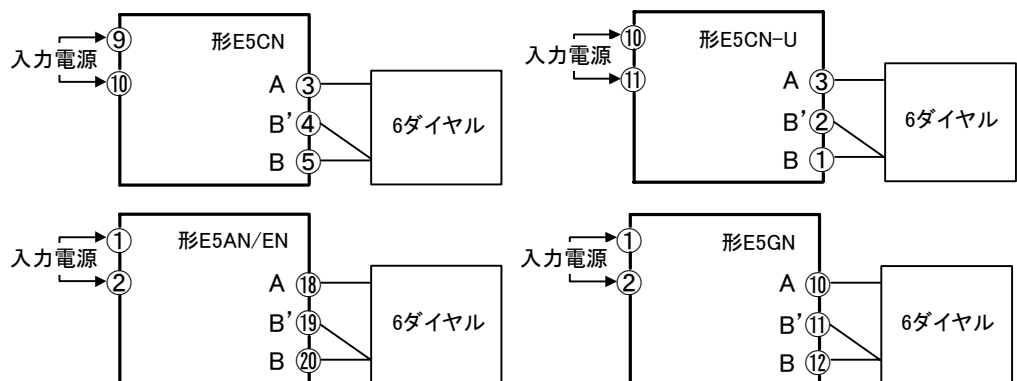 ⑨ 形E5CN
入力電源
⑩
A ③
B' ④
B ⑤
6ダイヤル
⑩ 形E5CN-U
入力電源
⑪
A ③
B' ②
B ①
6ダイヤル
① 形E5AN/EN
入力電源
②
A ⑱
B' ⑲
B ⑳
6ダイヤル
① 形E5GN
入力電源
②
A ⑩
B' ⑪
B ⑫
6ダイヤル